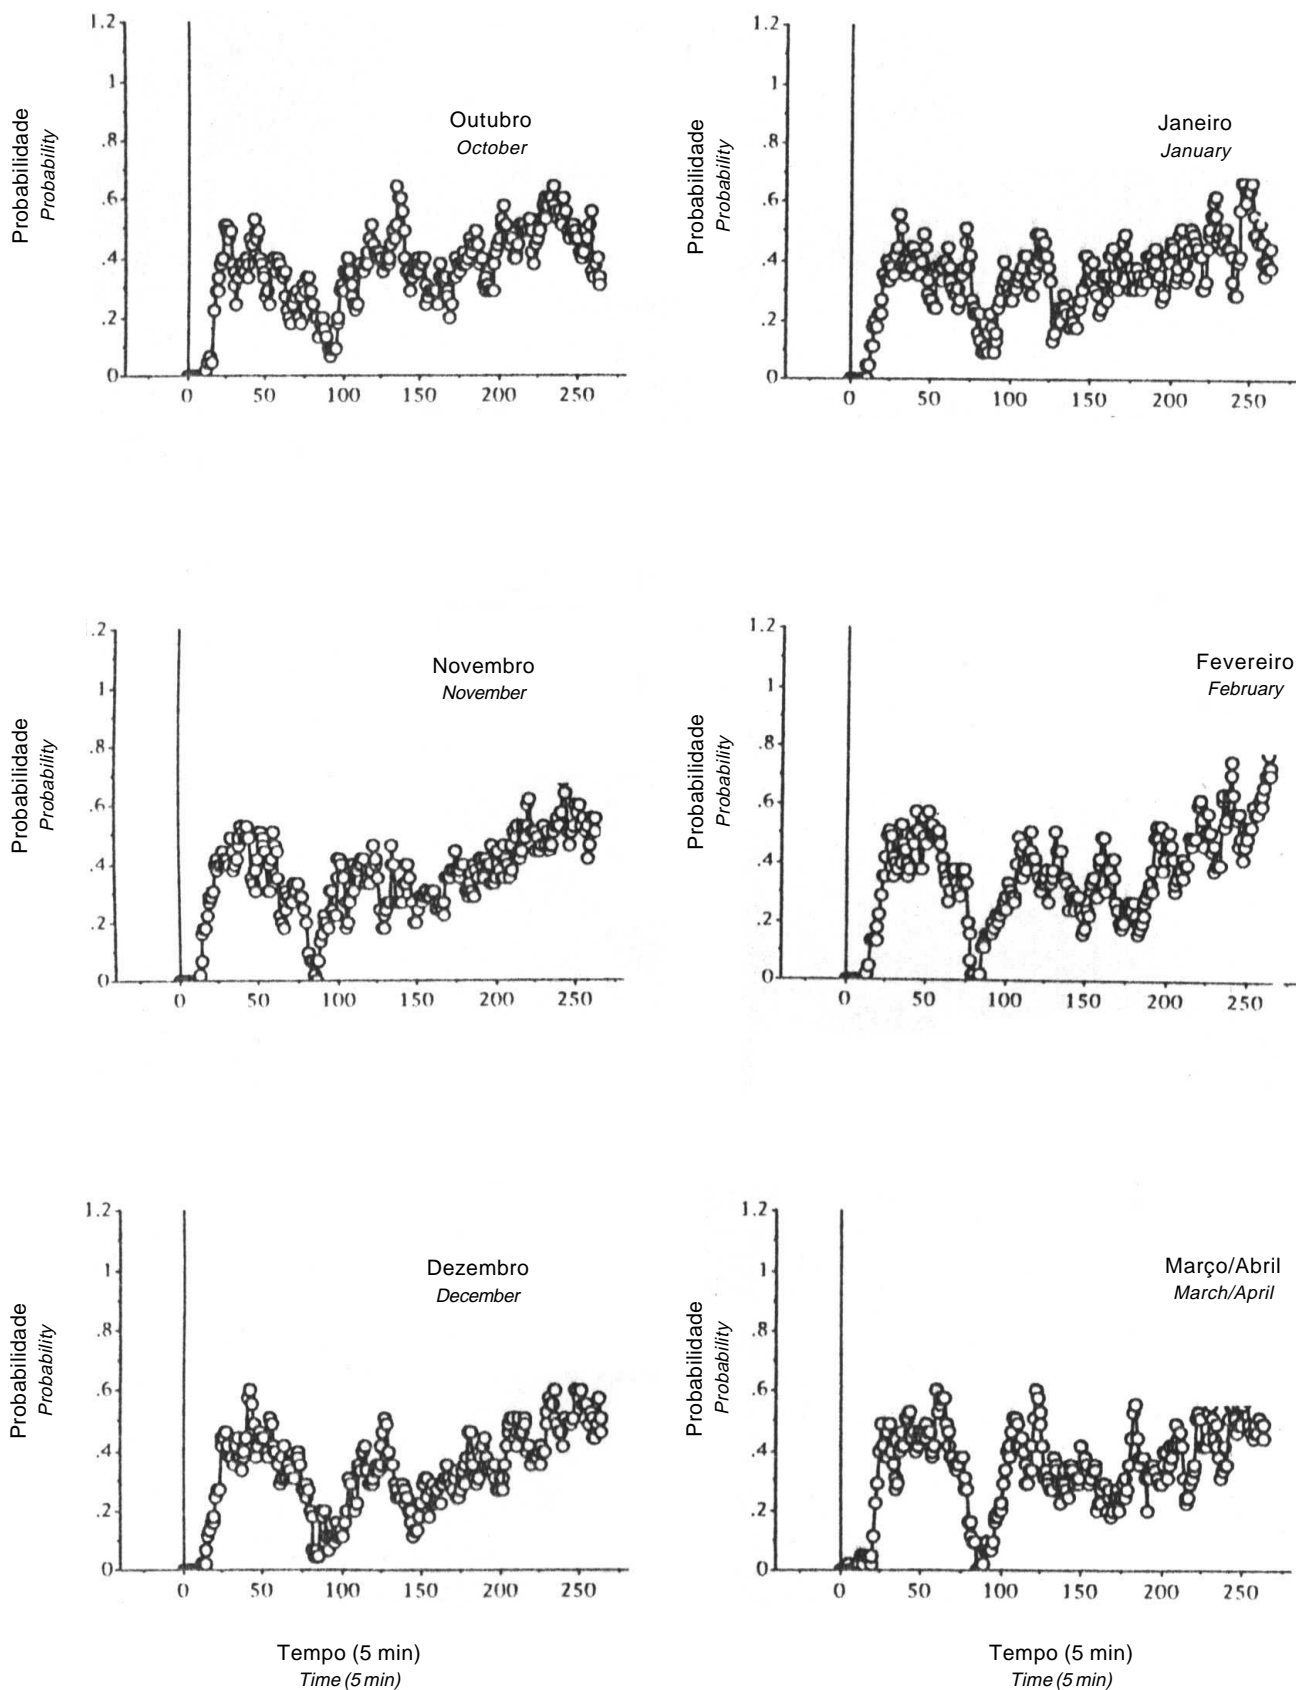 1.2
1
.8
.6
.4
.2
0
0 50 100 150 200 250
Probabilidade
Probability
Outubro
October
1.2
1
.8
.6
.4
.2
0
0 50 100 150 200 250
Probabilidade
Probability
Janeiro
January
.2
1
.8
.6
.4
.2
0
0 50 100 150 200 250
Probabilidade
Probability
Novembro
November
1.2
1
.8
.6
.4
.2
0
0 50 100 150 200 250
Probabilidade
Probability
Fevereiro
February
1.2
1
.8
.6
.4
.2
0
0 50 100 150 200 250
Probabilidade
Probability
Dezembro
December
Tempo (5 min)
Time (5 min)
1.2
1
.8
.6
.4
.2
0
0 50 100 150 200 250
Probabilidade
Probability
Março/Abril
March/April
Tempo (5 min)
Time (5 min)